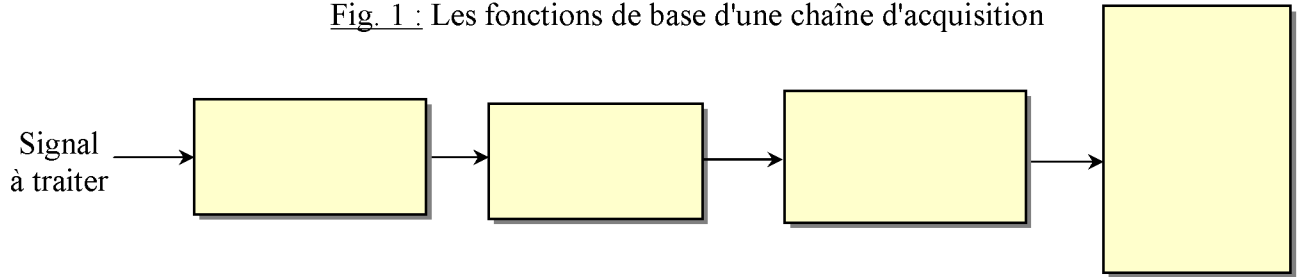 Fig. 1 : Les fonctions de base d'une chaîne d'acquisition
Signal
à traiter